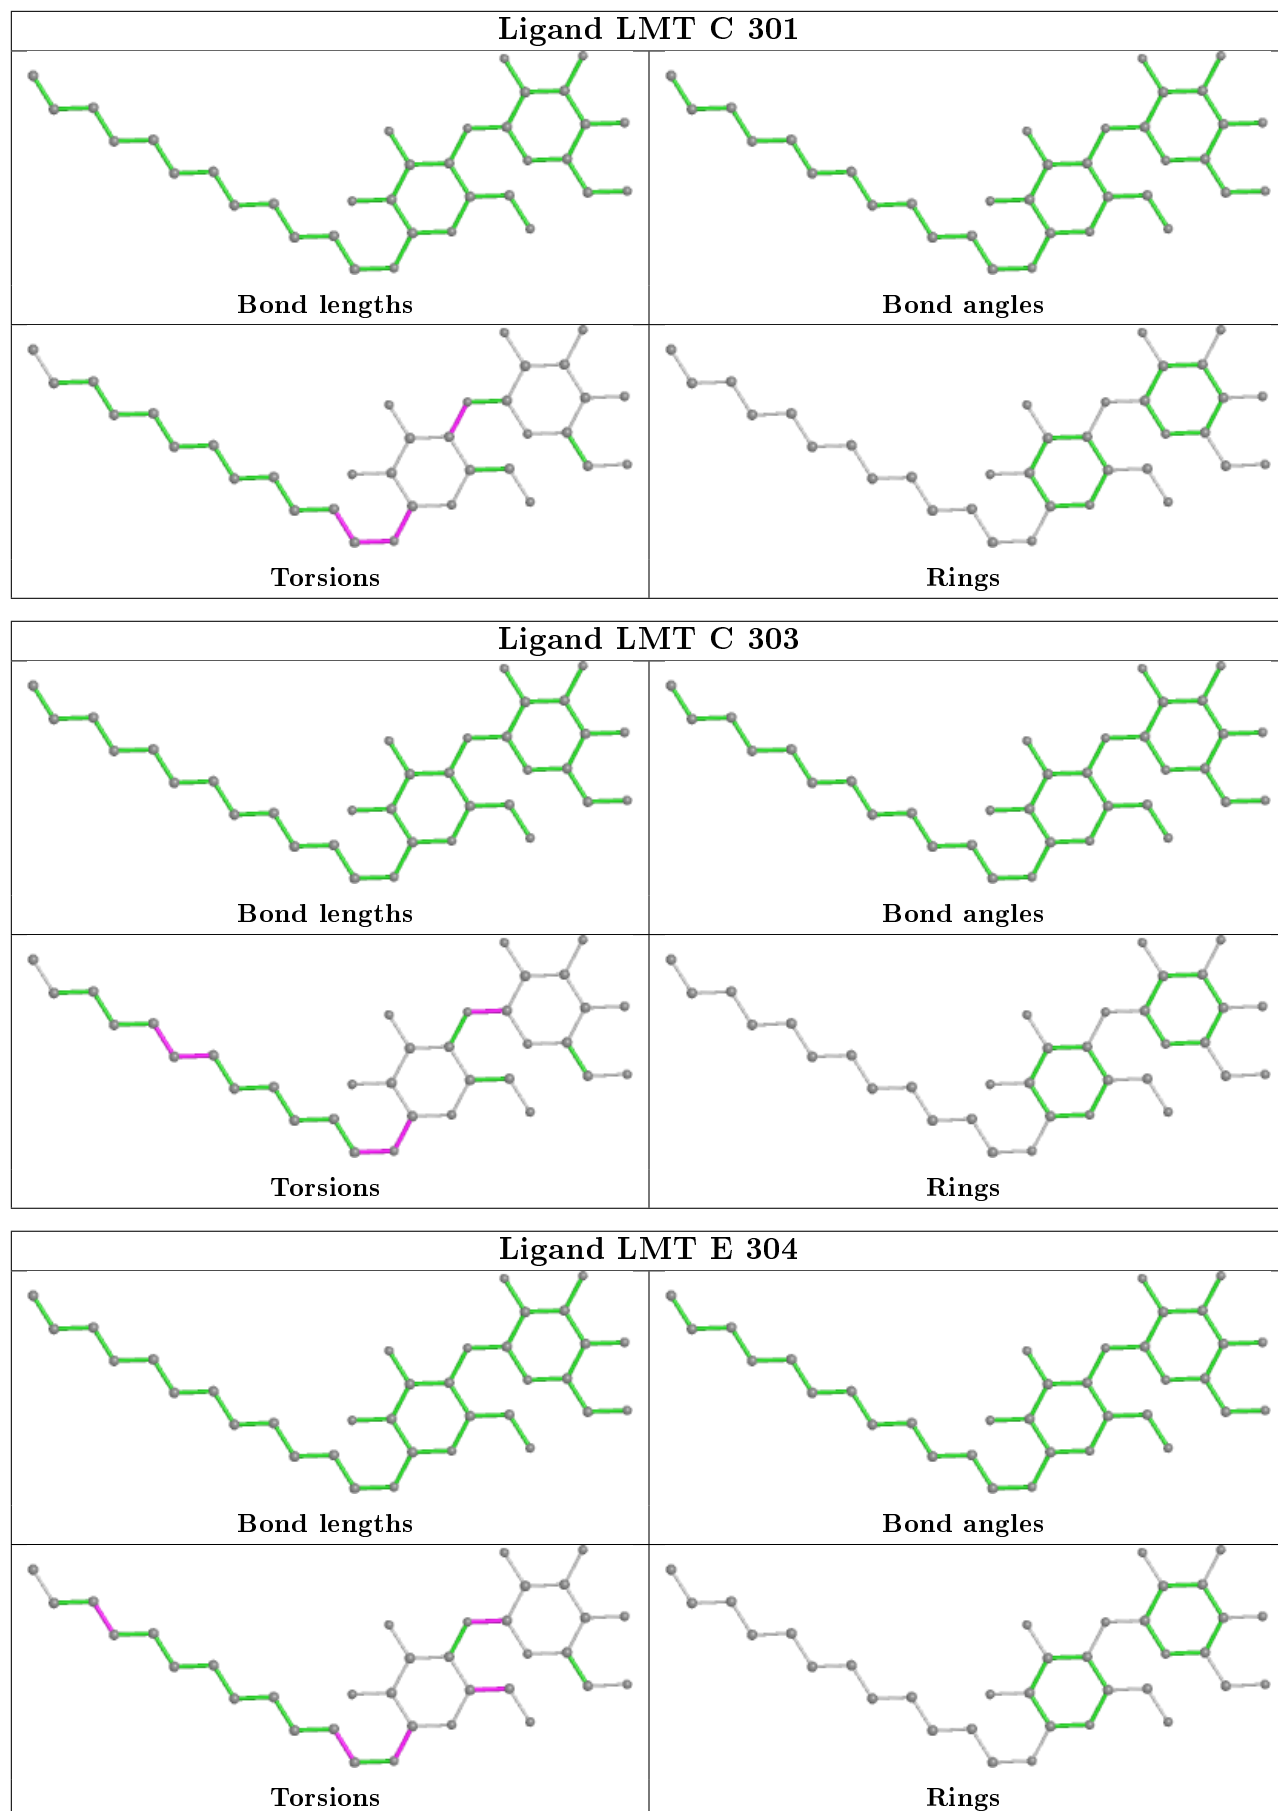 Ligand LMT C 301
Bond lengths
Bond angles
Torsions
Rings
Ligand LMT C 303
Bond lengths
Bond angles
Torsions
Rings
Ligand LMT E 304
Bond lengths
Bond angles
Torsions
Rings